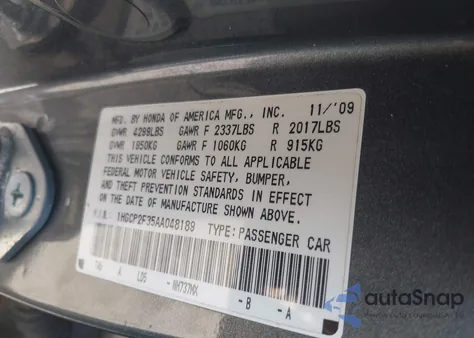 MFD. BY HONDA OF AMERICA MFG., INC. 11/'09
GVWR 4299LBS GAWR F 2337LBS R 2017LBS
GVWR 1950KG GAWR F 1060KG R 915KG
THIS VEHICLE CONFORMS TO ALL APPLICABLE
FEDERAL MOTOR VEHICLE SAFETY, BUMPER,
AND THEFT PREVENTION STANDARDS IN EFFECT
ON THE DATE OF MANUFACTURE SHOWN ABOVE.
V.I.N.: 1HGCP2F35AA048189 TYPE: PASSENGER CAR
A NH737MX -B -A
autoSnap